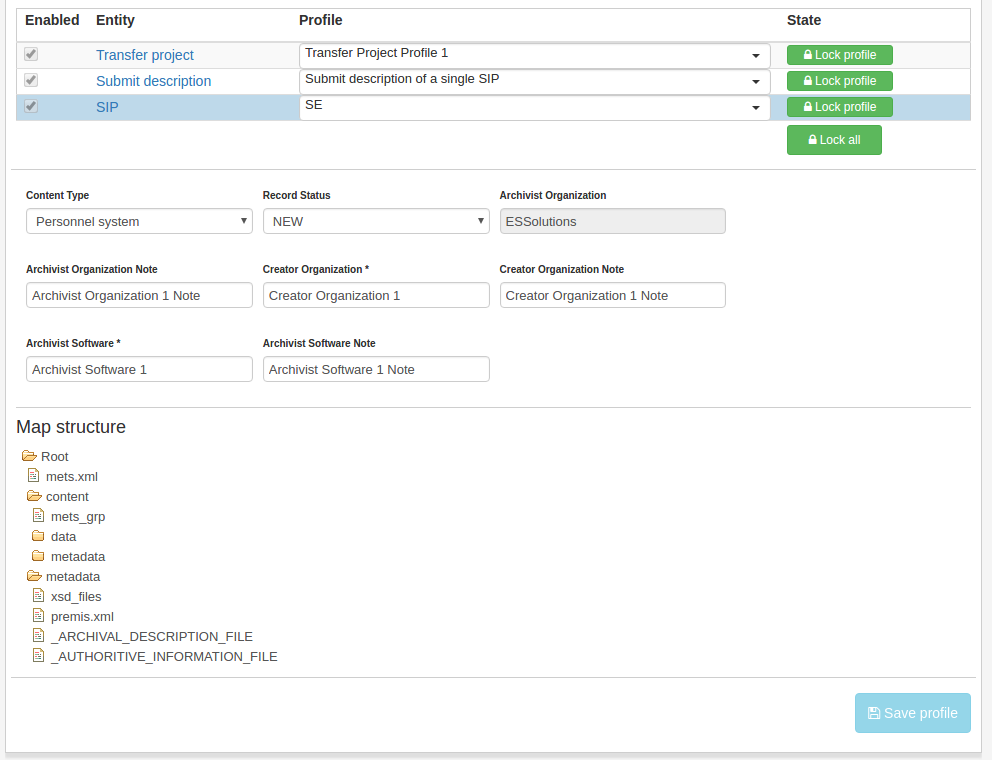 Enabled Entity Profile State
Transfer project Transfer Project Profile 1 Lock profile
Submit description Submit description of a single SIP Lock profile
SIP SE Lock profile
Lock all
Content Type Record Status Archivist Organization
Personnel system NEW ESSolutions
Archivist Organization Note Creator Organization * Creator Organization Note
Archivist Organization 1 Note Creator Organization 1 Creator Organization 1 Note
Archivist Software * Archivist Software Note
Archivist Software 1 Archivist Software 1 Note
Map structure
Root
mets.xml
content
mets_grp
data
metadata
metadata
xsd_files
premis.xml
_ARCHIVAL_DESCRIPTION_FILE
_AUTHORITIVE_INFORMATION_FILE
Save profile